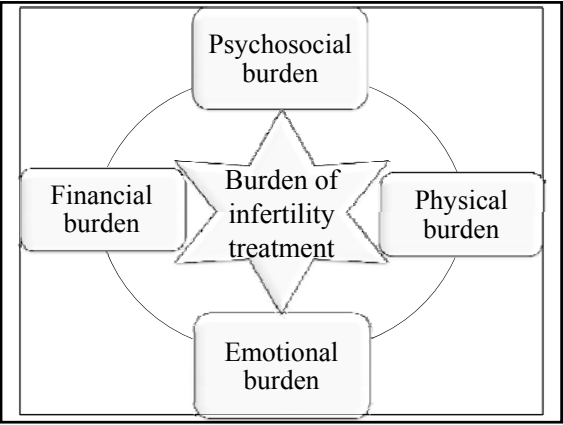 Psychosocial
burden
Financial
burden
Burden of
infertility
treatment
Physical
burden
Emotional
burden